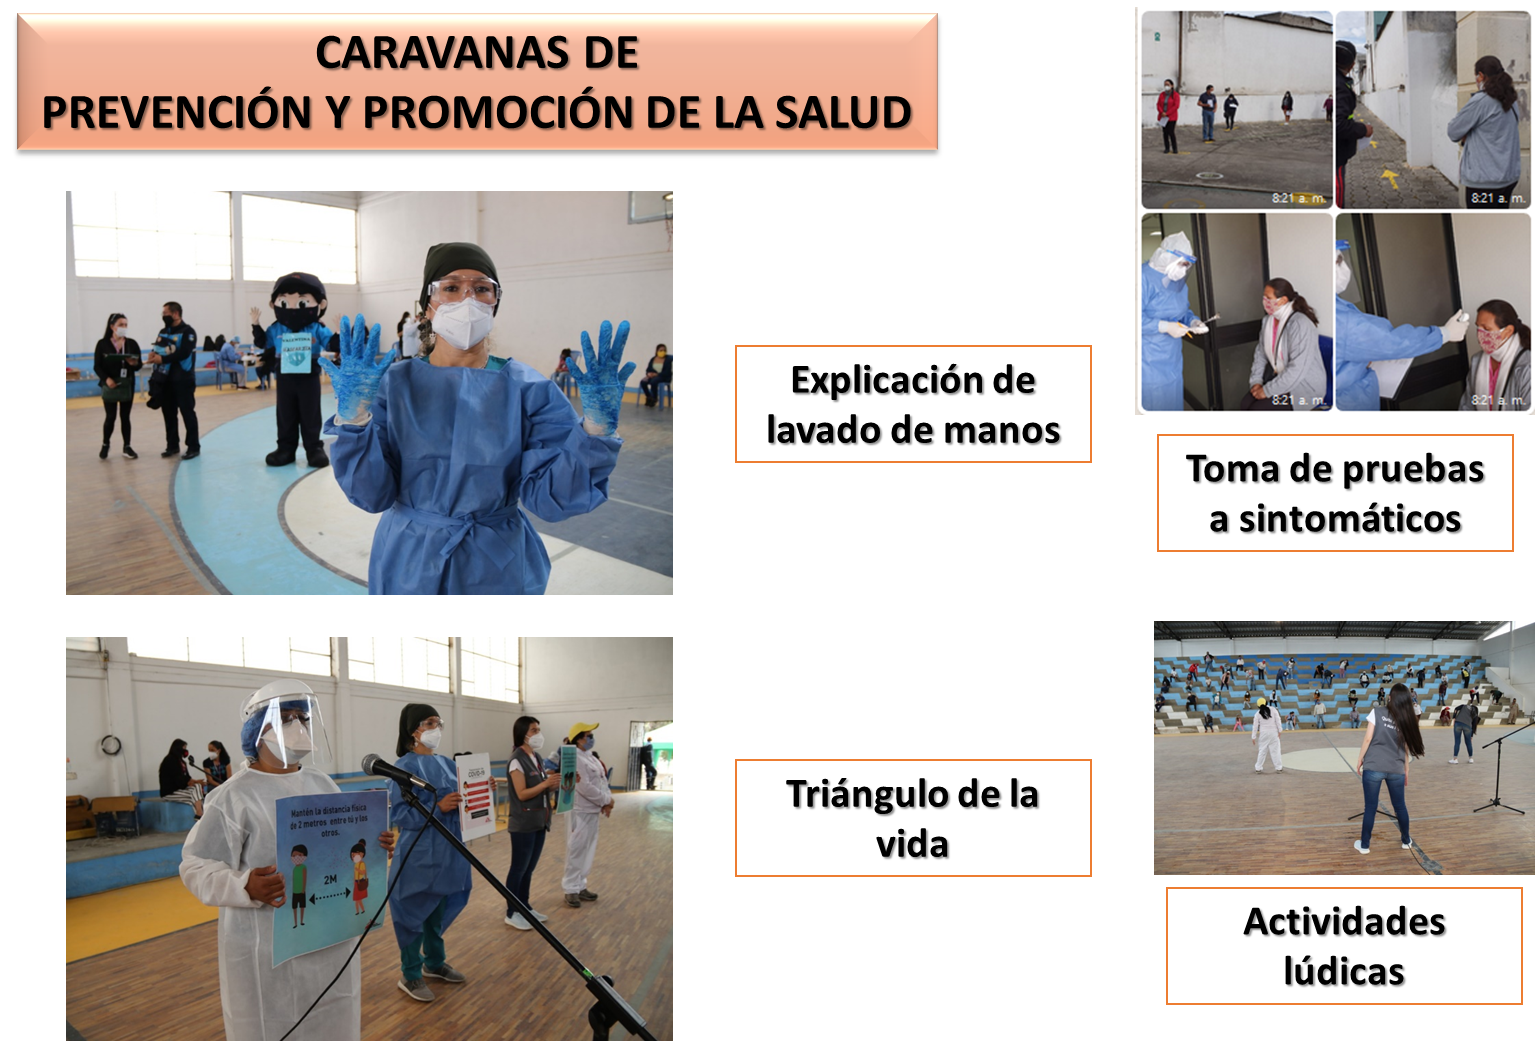 CARAVANAS DE
PREVENCIÓN Y PROMOCIÓN DE LA SALUD
8:21 a. m.
8:21 a. m.
8:21 a. m.
8:21 a. m.
Explicación de
lavado de manos
Toma de pruebas
a sintomáticos
Mantén la distancia física
de 2 metros entre tú y los
otros.
2M
COVID-19
Triángulo de la
vida
Actividades
lúdicas